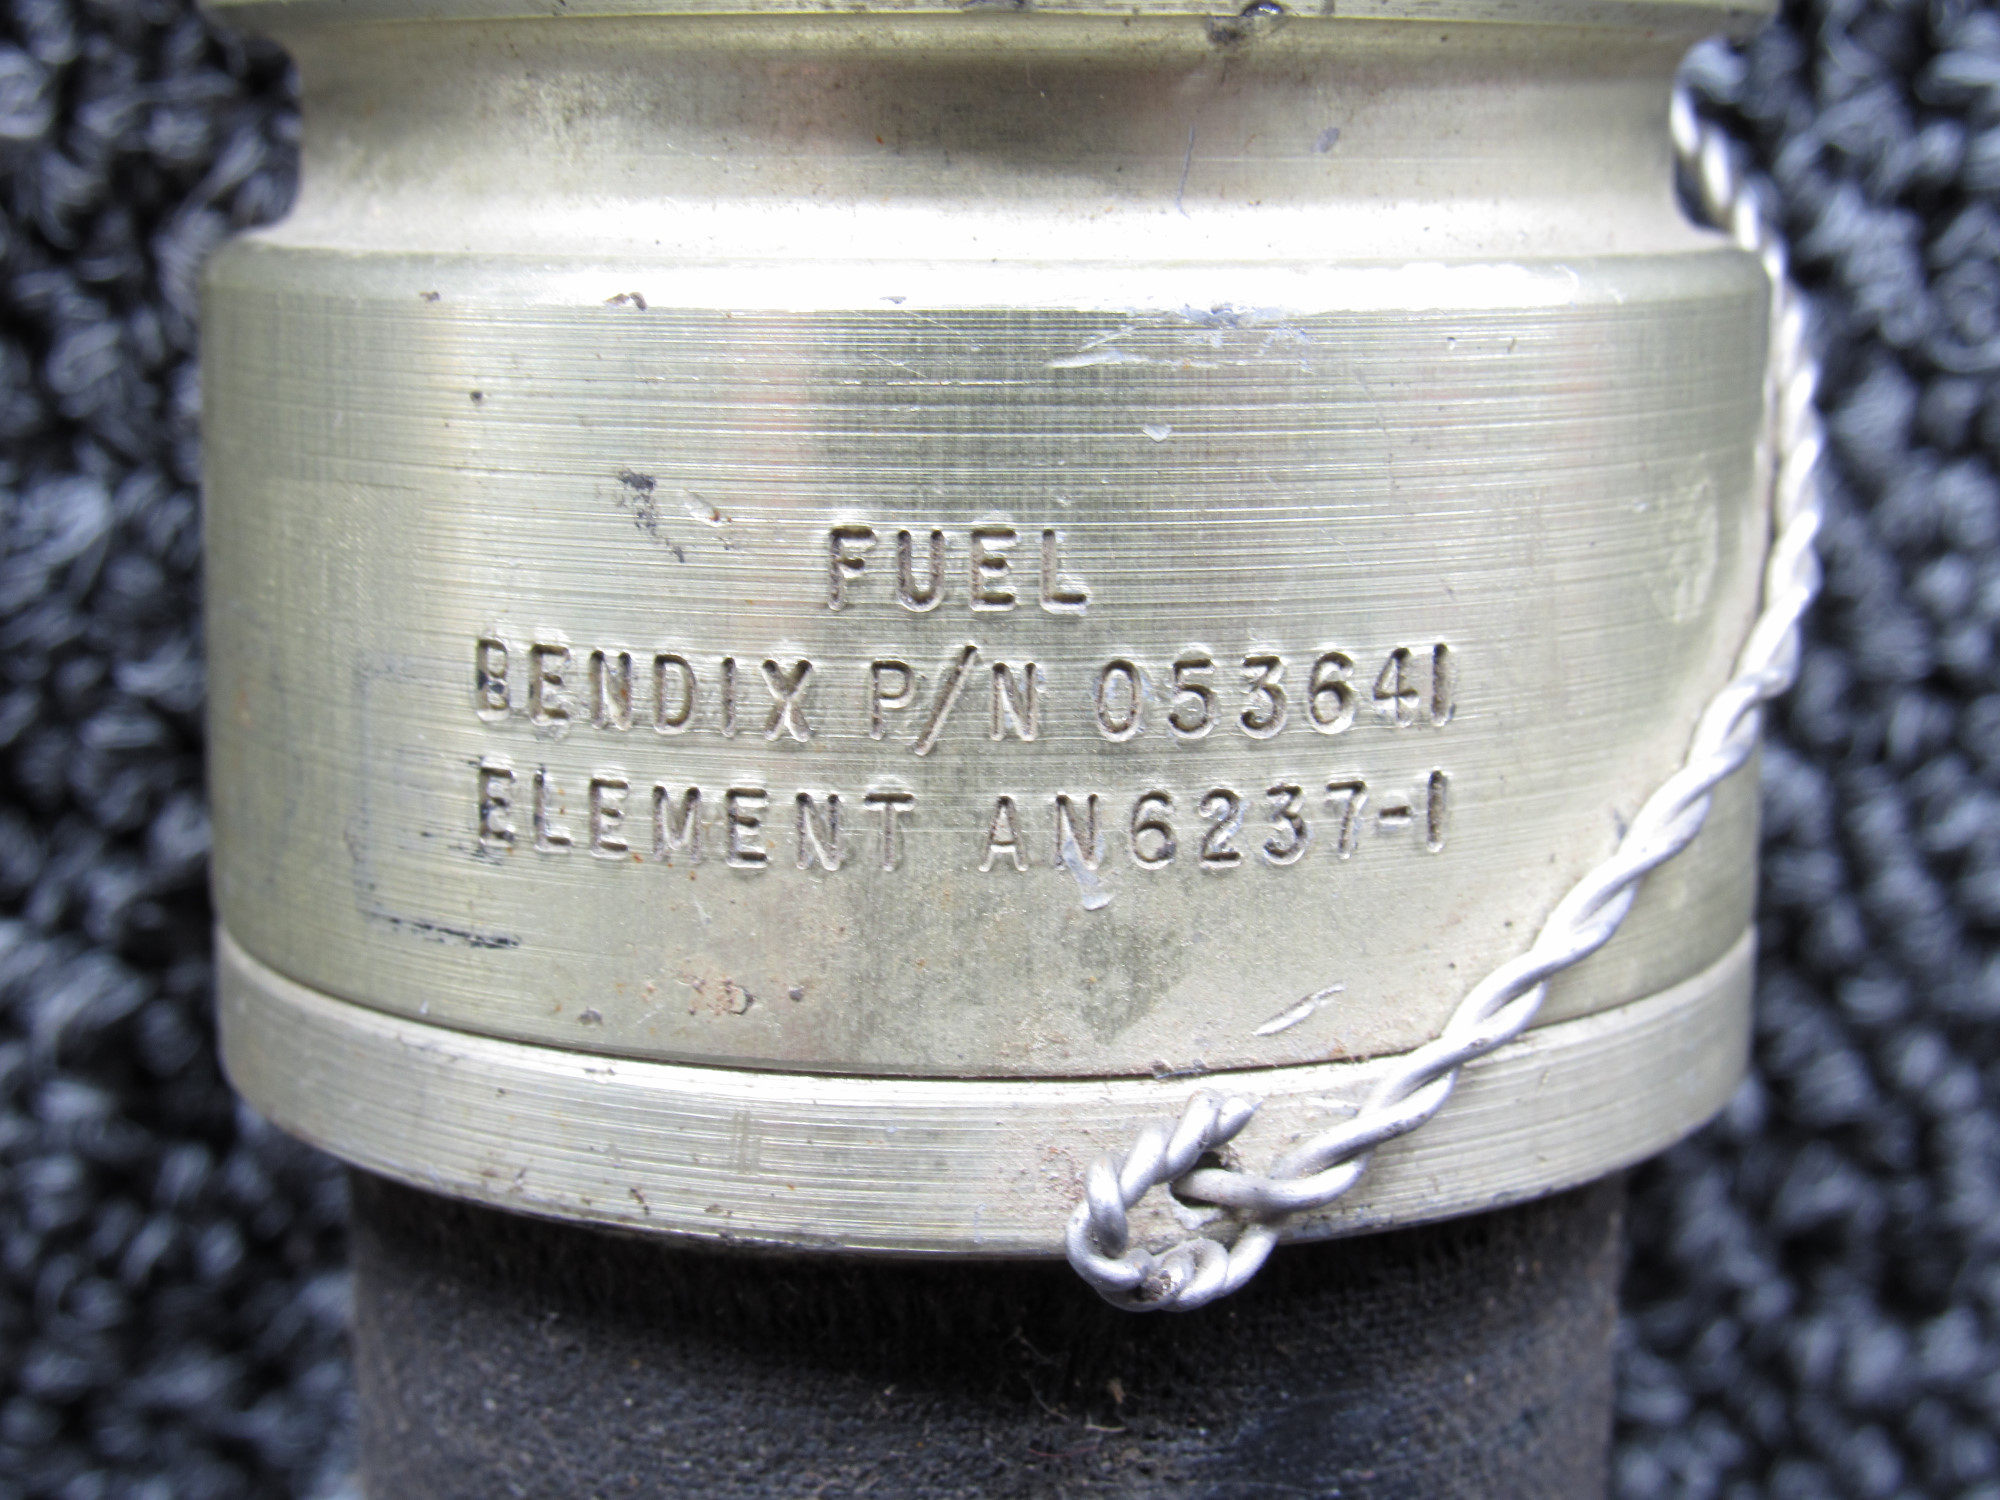 FUEL
BENDIX P/N 053641
ELEMENT AN6237-1